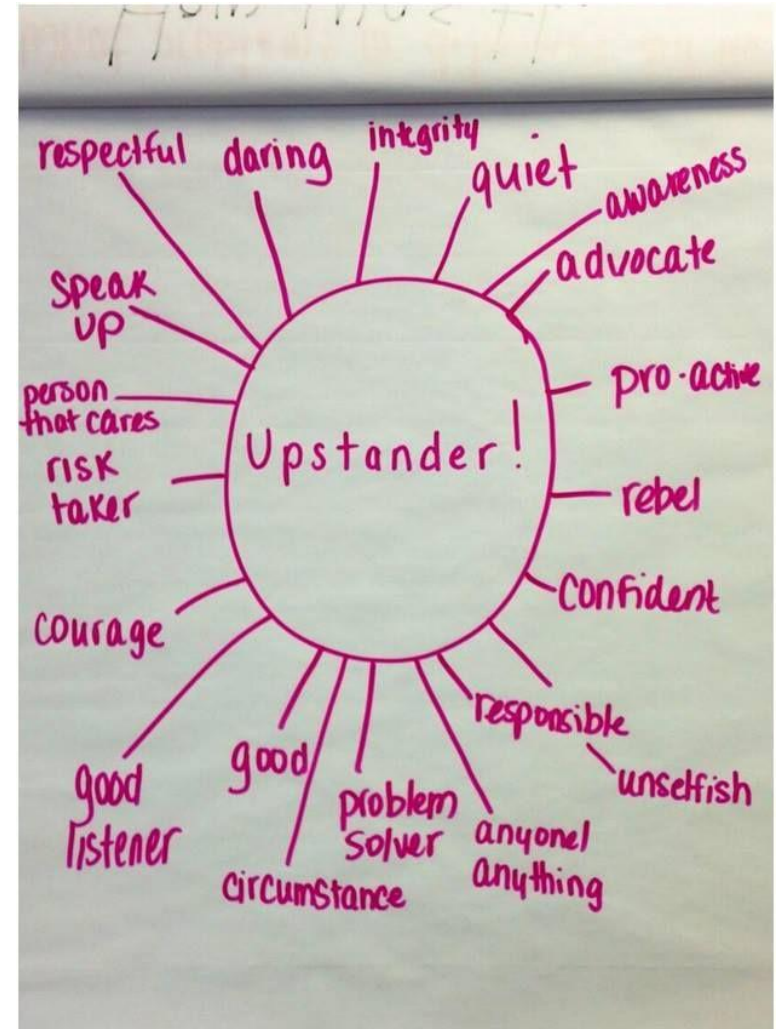 respectful
daring
integrity
quiet
awareness
advocate
speak
up
person
that cares
risk
taker
Upstander!
pro-active
rebel
confident
courage
responsible
unselfish
good
listener
good
problem
solver
anyone/
anything
circumstance